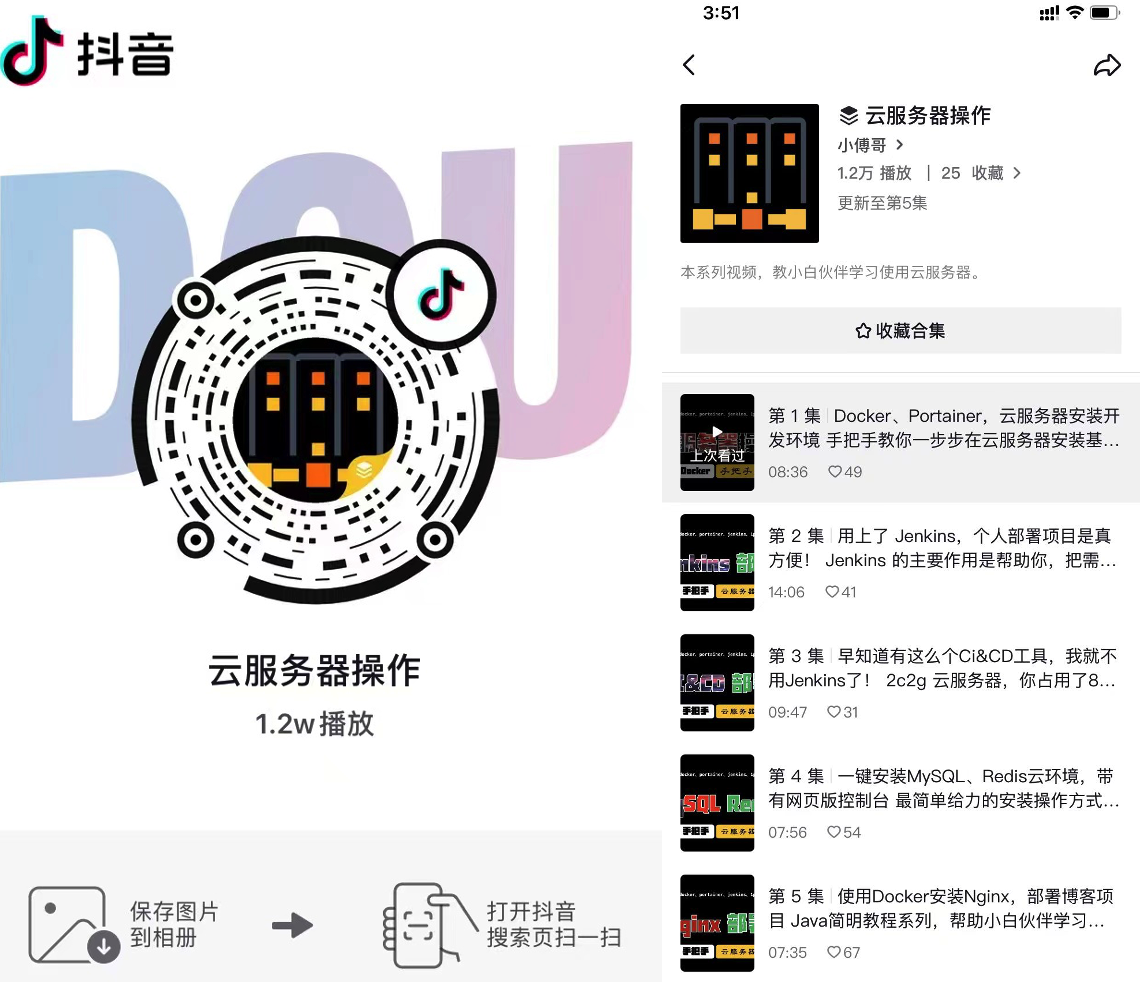 抖音
DOU
云服务器操作
1.2w播放
保存图片
到相册
打开抖音
搜索页扫一扫
3:51
云服务器操作
小傅哥
1.2万 播放 | 25 收藏
更新至第5集
本系列视频，教小白伙伴学习使用云服务器。
收藏合集
上次看过
Docker 手把手
第 1 集 | Docker、Portainer，云服务器安装开
发环境 手把手教你一步步在云服务器安装基...
08:36 49
nkins 部
手把手 云服务器
第 2 集 | 用上了 Jenkins，个人部署项目是真
方便！ Jenkins 的主要作用是帮助你，把需...
14:06 41
&CD 部
手把手 云服务器
第 3 集 | 早知道有这么个Ci&CD工具，我就不
用Jenkins了！ 2c2g 云服务器，你占用了8...
09:47 31
SQL Re
手把手 云服务器
第 4 集 | 一键安装MySQL、Redis云环境，带
有网页版控制台 最简单给力的安装操作方式...
07:56 54
ginx 部
手把手 云服务器
第 5 集 | 使用Docker安装Nginx，部署博客项
目 Java简明教程系列，帮助小白伙伴学习...
07:35 67